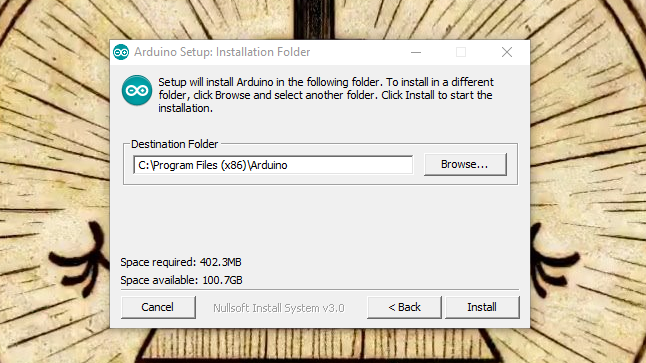 Arduino Setup: Installation Folder
Setup will install Arduino in the following folder. To install in a different
folder, click Browse and select another folder. Click Install to start the
installation.
Destination Folder
C:\Program Files (x86)\Arduino
Browse...
Space required: 402.3MB
Space available: 100.7GB
Cancel
Nullsoft Install System v3.0
< Back
Install